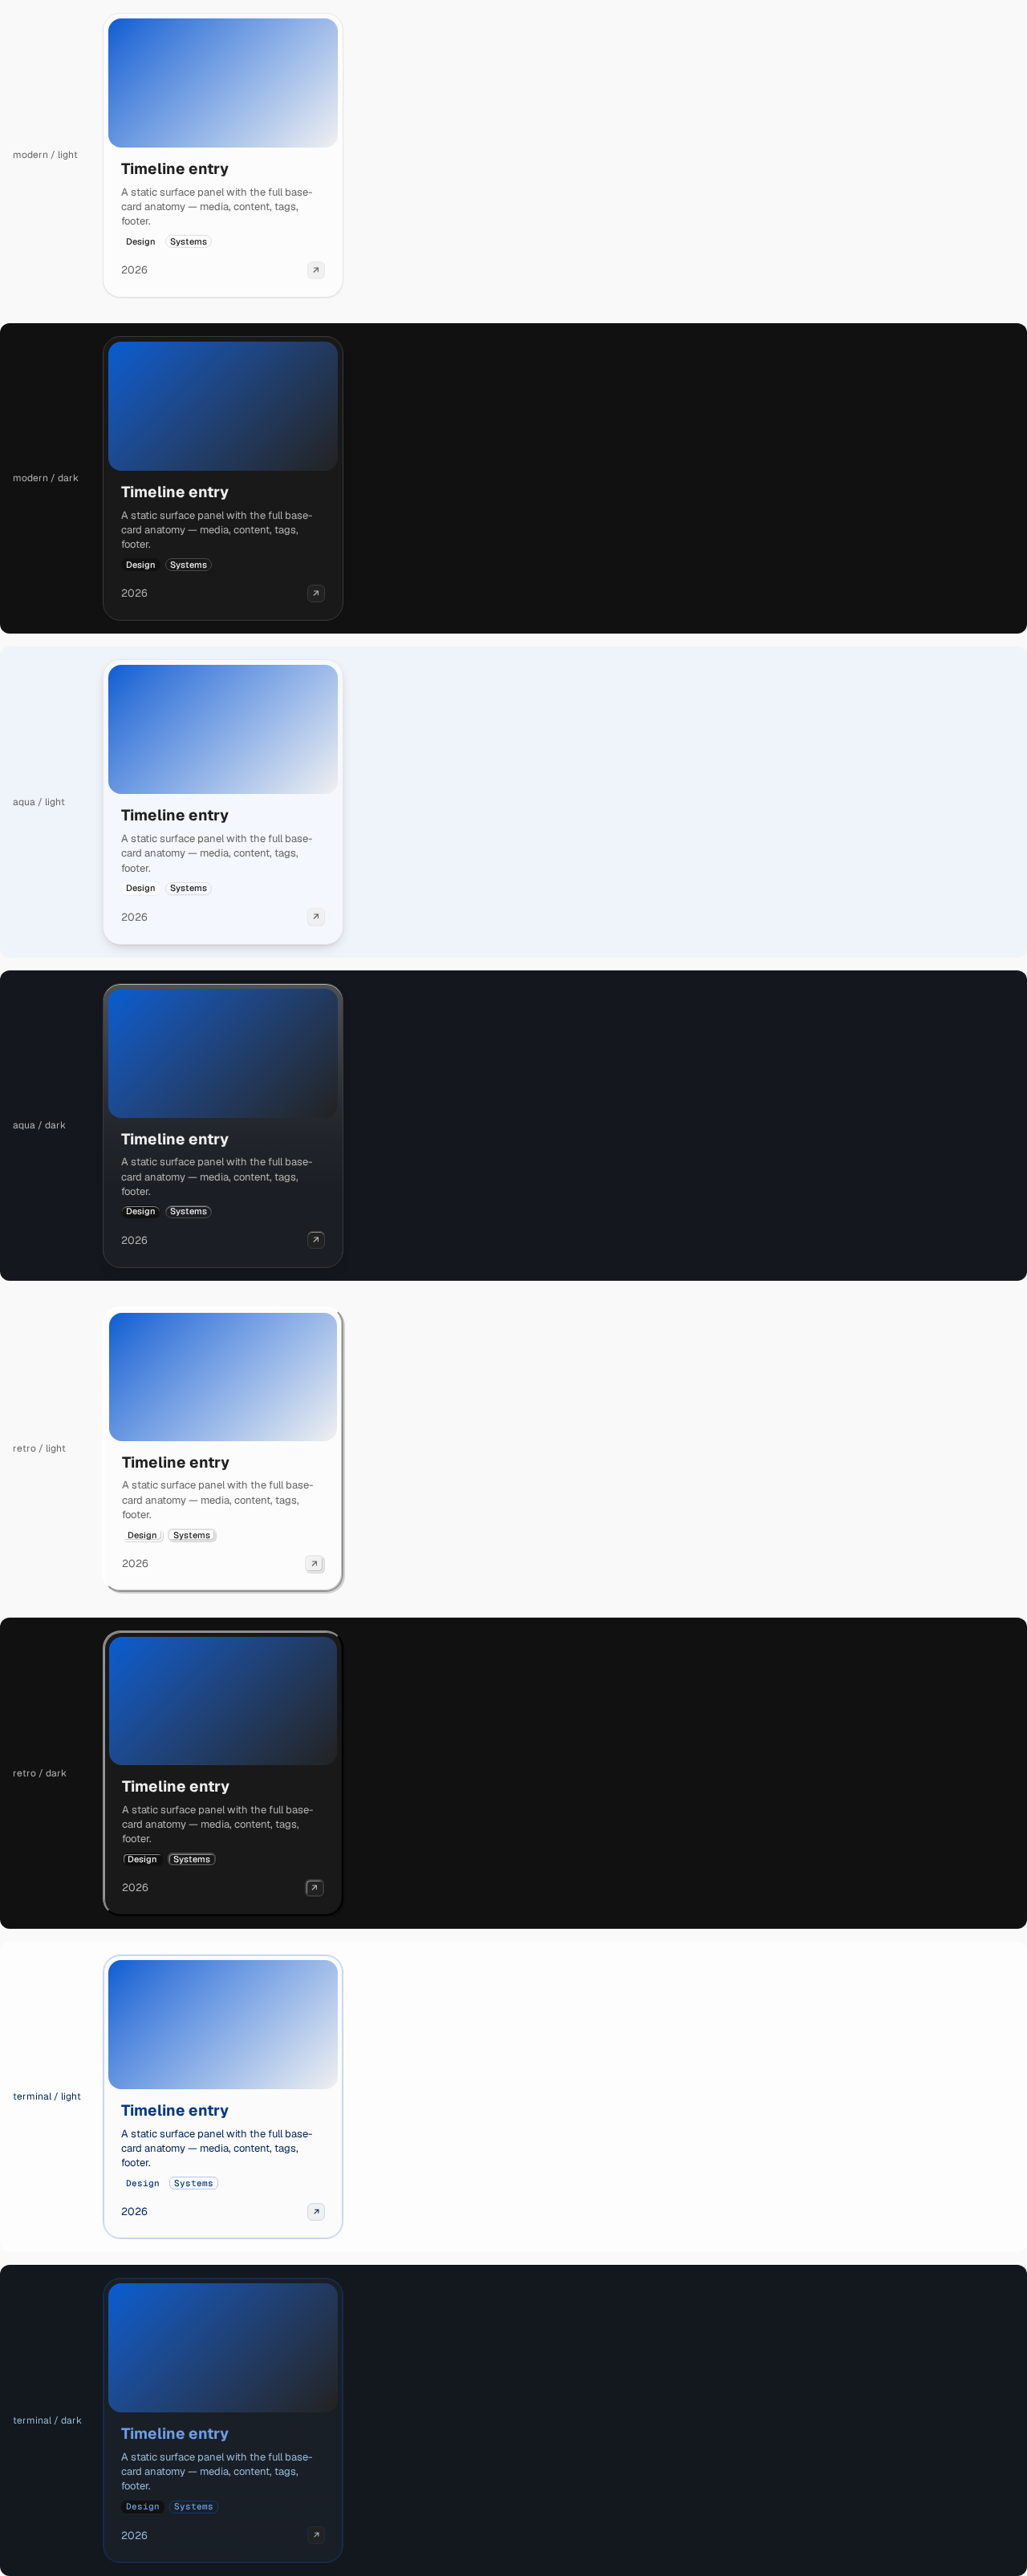 modern / light
Timeline entry
A static surface panel with the full base-
card anatomy — media, content, tags,
footer.
Design Systems
2026
modern / dark
Timeline entry
A static surface panel with the full base-
card anatomy — media, content, tags,
footer.
Design Systems
2026
aqua / light
Timeline entry
A static surface panel with the full base-
card anatomy — media, content, tags,
footer.
Design Systems
2026
aqua / dark
Timeline entry
A static surface panel with the full base-
card anatomy — media, content, tags,
footer.
Design Systems
2026
retro / light
Timeline entry
A static surface panel with the full base-
card anatomy — media, content, tags,
footer.
Design Systems
2026
retro / dark
Timeline entry
A static surface panel with the full base-
card anatomy — media, content, tags,
footer.
Design Systems
2026
terminal / light
Timeline entry
A static surface panel with the full base-
card anatomy — media, content, tags,
footer.
Design Systems
2026
terminal / dark
Timeline entry
A static surface panel with the full base-
card anatomy — media, content, tags,
footer.
Design Systems
2026